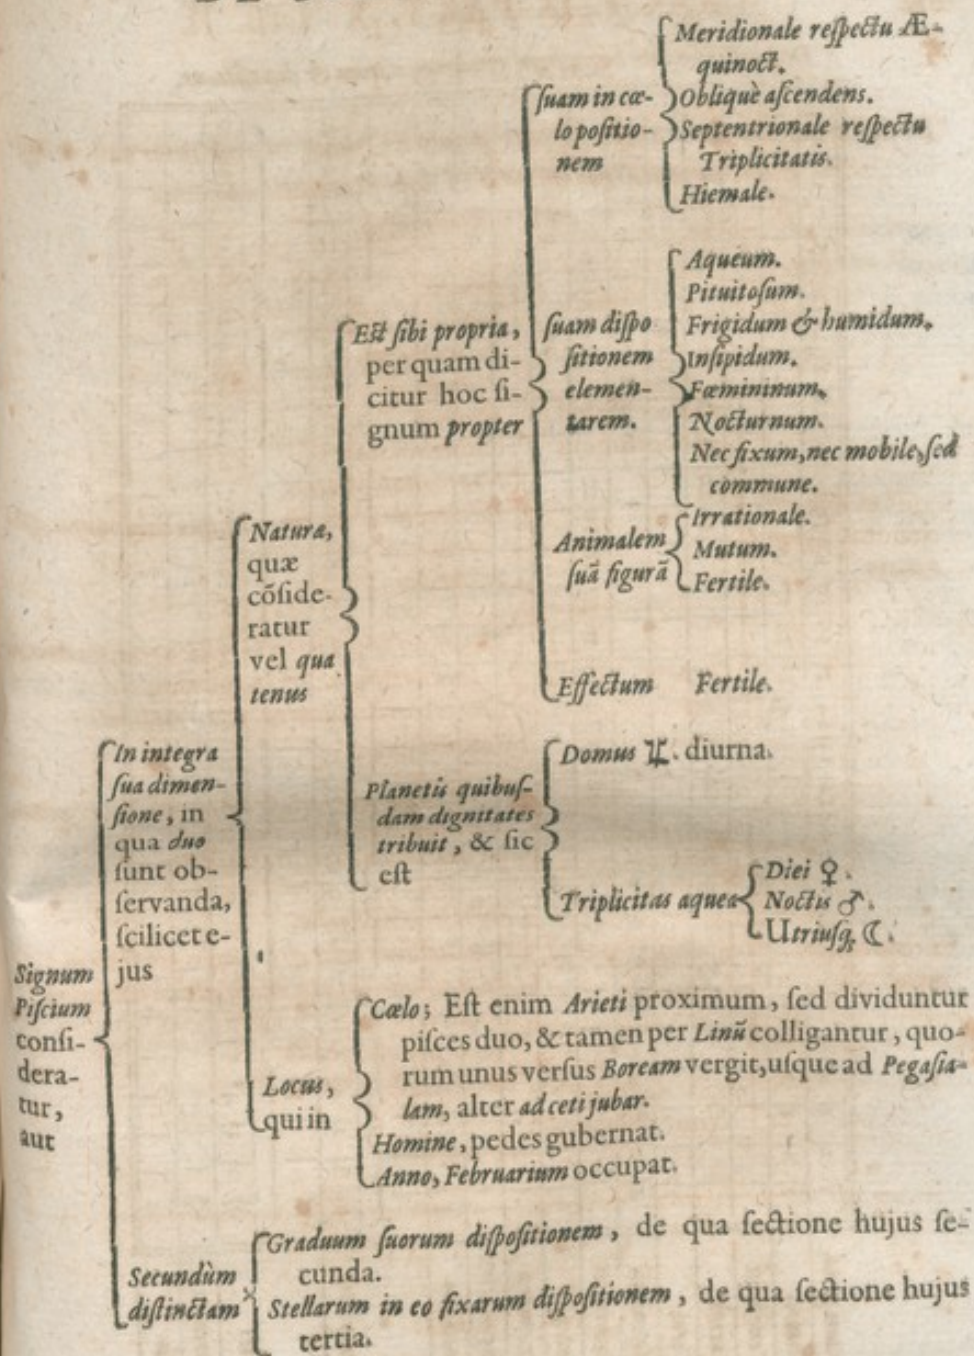 Meridionale respectu Æ-
quinoct.
Obliquè ascendens.
Septentrionale respectu
Triplicitatis.
Hiemale.
suam in cœ-
lo positio-
nem
Aqueum.
Pituitosum.
Frigidum & humidum.
Insipidum.
Fœmininum.
Nocturnum.
Nec fixum, nec mobile, sed
commune.
suam dispo
sitionem
elemen-
tarem.
Irrationale.
Mutum.
Fertile.
Animalem
suā figurā
Effectum Fertile.
Est sibi propria,
per quam di-
citur hoc si-
gnum propter
Naturæ,
quæ
cōside-
ratur
vel qua
tenus
Domus ♃. diurna.
Planetis quibus-
dam dignitates
tribuit, & sic
est
Triplicitas aquea
Diei ♀.
Noctis ♂.
Utriusq; ☾.
In integra
sua dimen-
sione, in
qua duo
sunt ob-
servanda,
scilicet e-
jus
Signum
Piscium
consi-
dera-
tur,
aut
Locus,
qui in
Cœlo; Est enim Arieti proximum, sed dividuntur
pisces duo, & tamen per Linū colligantur, quo-
rum unus versus Boream vergit, usque ad Pegasia-
lam, alter ad ceti jubar.
Homine, pedes gubernat.
Anno, Februarium occupat.
Secundùm
distinctam
Graduum suorum dispositionem, de qua sectione hujus se-
cunda.
Stellarum in eo fixarum dispositionem, de qua sectione hujus
tertia.